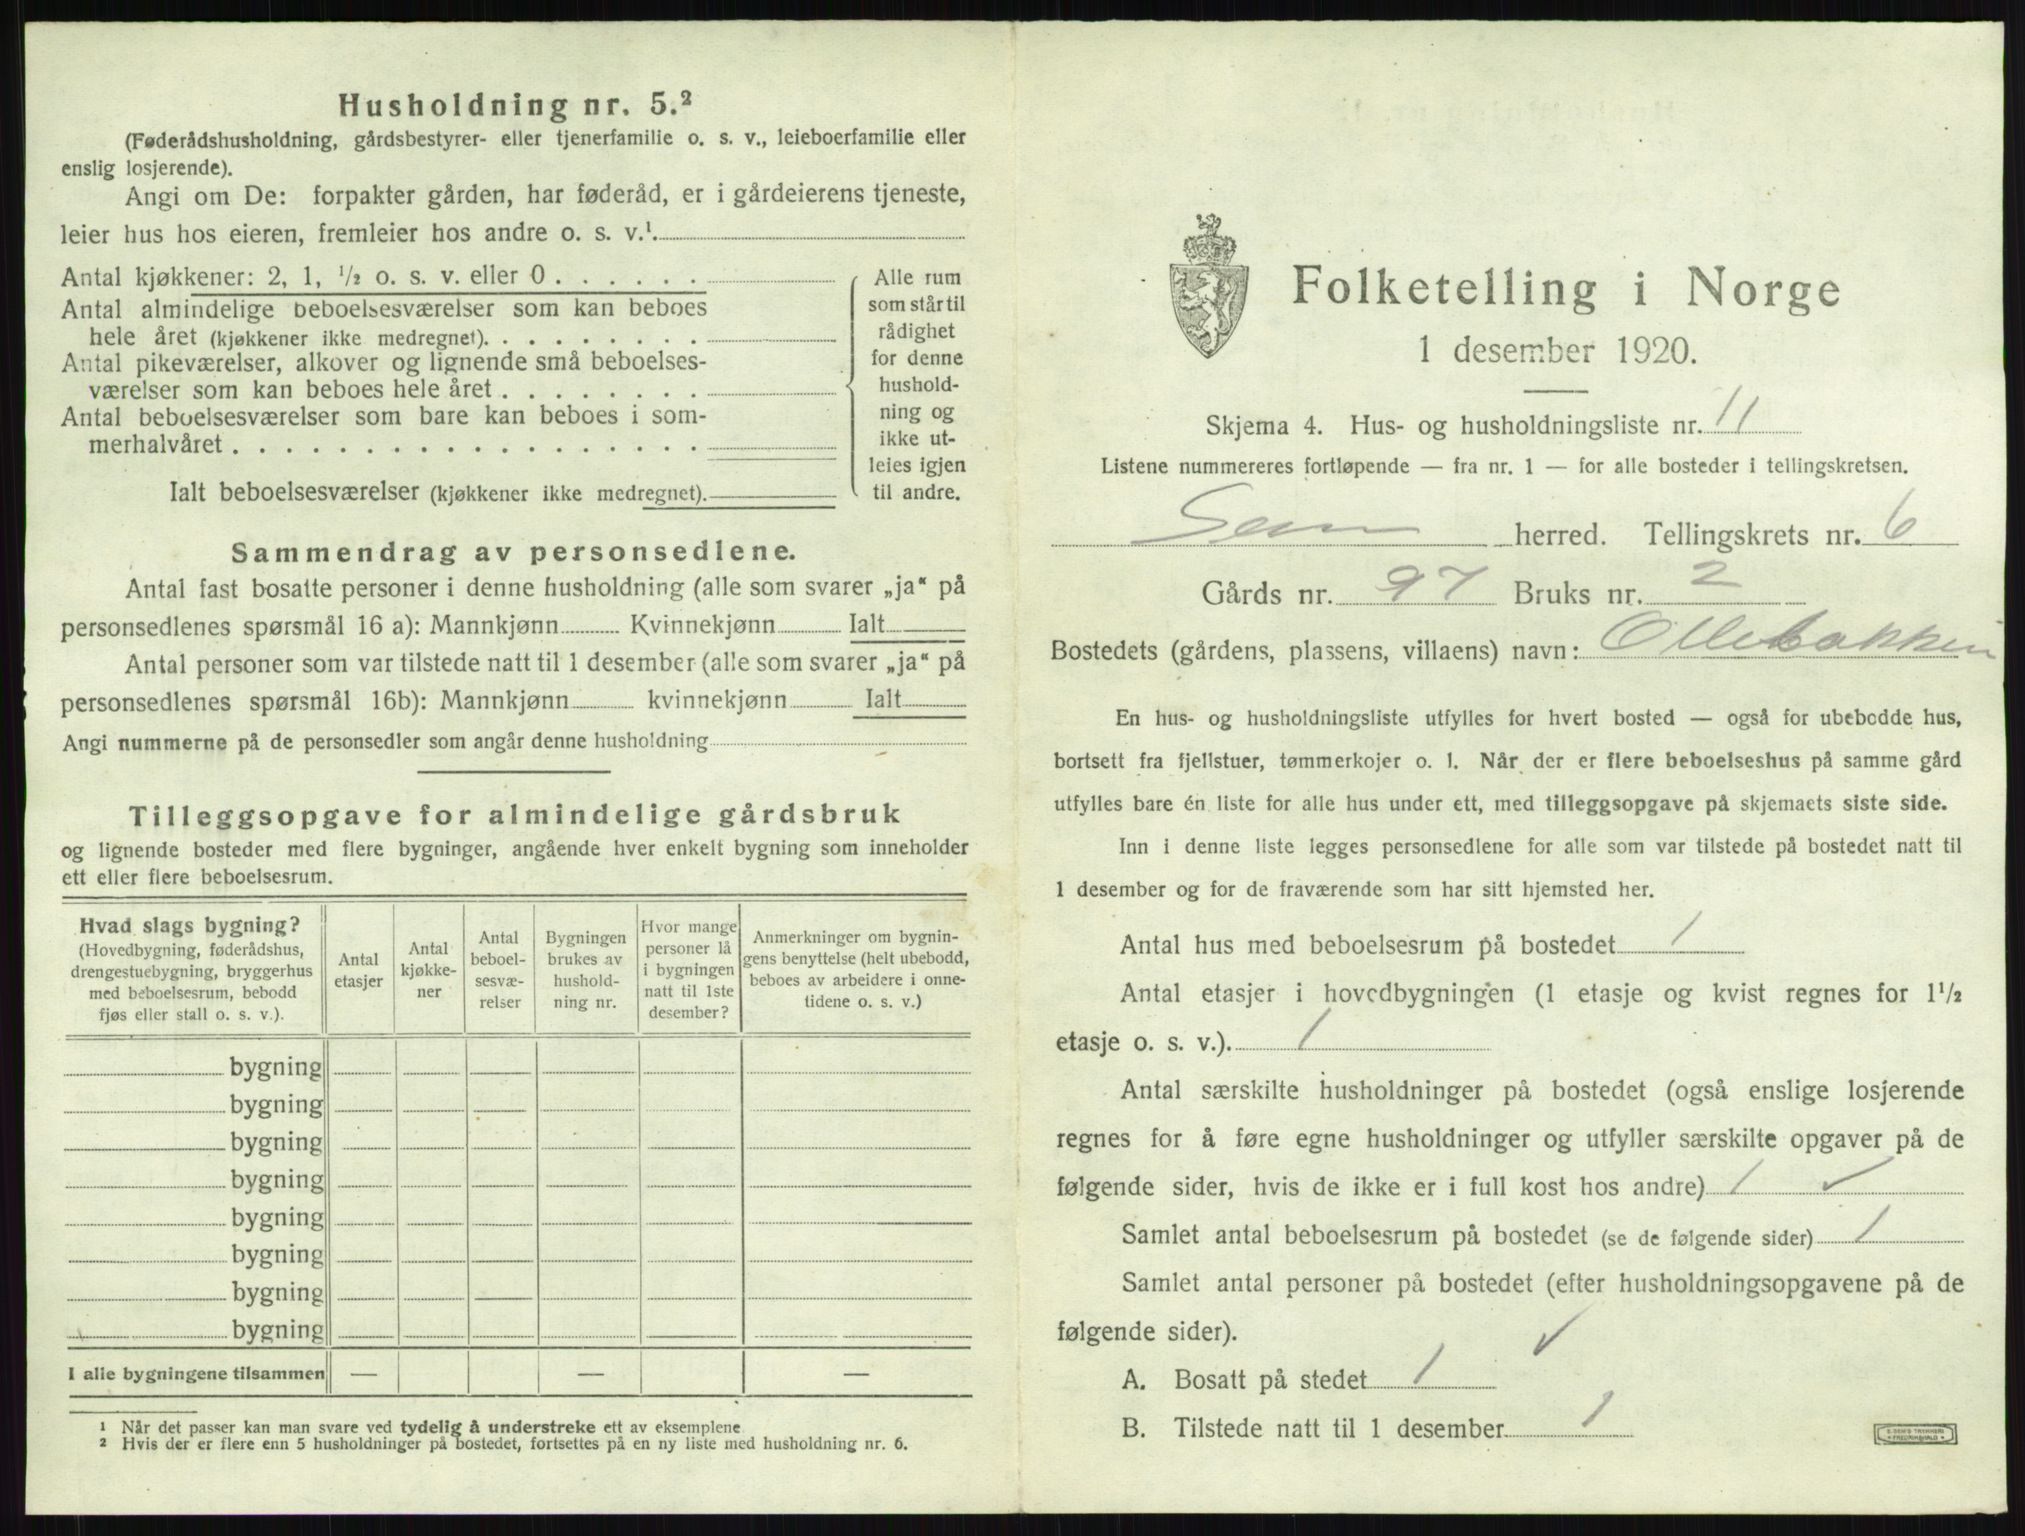 Husholdning nr. 5.²
(Føderådshusholdning, gårdsbestyrer- eller tjenerfamilie o. s. v., leieboerfamilie eller
enslig losjerende).
Angi om De: forpakter gården, har føderåd, er i gårdeierens tjeneste,
leier hus hos eieren, fremleier hos andre o. s. v.¹.
Antal kjøkkener: 2, 1, ½ o. s. v. eller 0 . . . . . .
Antal almindelige beboelsesværelser som kan beboes
hele året (kjøkkener ikke medregnet). . . . . . . . .
Antal pikeværelser, alkover og lignende små beboelses-
værelser som kan beboes hele året . . . . . . . .
Antal beboelsesværelser som bare kan beboes i som-
merhalvåret . . . . . . . . . . . . . . . . . .
Ialt beboelsesværelser (kjøkkener ikke medregnet).
Alle rum
som står til
rådighet
for denne
hushold-
ning og
ikke ut-
leies igjen
til andre.
Sammendrag av personsedlene.
Antal fast bosatte personer i denne husholdning (alle som svarer „ja“ på
personsedlenes spørsmål 16 a): Mannkjønn Kvinnekjønn Ialt
Antal personer som var tilstede natt til 1 desember (alle som svarer „ja“ på
personsedlenes spørsmål 16b): Mannkjønn kvinnekjønn Ialt
Angi nummerne på de personsedler som angår denne husholdning
Tilleggsopgave for almindelige gårdsbruk
og lignende bosteder med flere bygninger, angående hver enkelt bygning som inneholder
ett eller flere beboelsesrum.
Hvad slags bygning?
(Hovedbygning, føderådshus,
drengestuebygning, bryggerhus
med beboelsesrum, bebodd
fjøs eller stall o. s. v.).
Antal
etasjer
Antal
kjøkke-
ner
Antal
beboel-
sesvæ-
relser
Bygningen
brukes av
hushold-
ning nr.
Hvor mange
personer lå
i bygningen
natt til 1ste
desember?
Anmerkninger om bygnin-
gens benyttelse (helt ubebodd,
beboes av arbeidere i onne-
tidene o. s. v.)
bygning
bygning
bygning
bygning
bygning
bygning
bygning
bygning
I alle bygningene tilsammen — — —
¹ Når det passer kan man svare ved tydelig å understreke ett av eksemplene
² Hvis der er flere enn 5 husholdninger på bostedet, fortsettes på en ny liste med husholdning nr. 6.
Folketelling i Norge
1 desember 1920.
Skjema 4. Hus- og husholdningsliste nr. 11
Listene nummereres fortløpende — fra nr. 1 — for alle bosteder i tellingskretsen.
Sem herred. Tellingskrets nr. 6
Gårds nr. 97 Bruks nr. 2
Bostedets (gårdens, plassens, villaens) navn: Ollebakken
En hus- og husholdningsliste utfylles for hvert bosted — også for ubebodde hus,
bortsett fra fjellstuer, tømmerkojer o. l. Når der er flere beboelseshus på samme gård
utfylles bare én liste for alle hus under ett, med tilleggsopgave på skjemaets siste side.
Inn i denne liste legges personsedlene for alle som var tilstede på bostedet natt til
1 desember og for de fraværende som har sitt hjemsted her.
Antal hus med beboelsesrum på bostedet 1
Antal etasjer i hovedbygningen (1 etasje og kvist regnes for 1½
etasje o. s. v.). 1
Antal særskilte husholdninger på bostedet (også enslige losjerende
regnes for å føre egne husholdninger og utfyller særskilte opgaver på de
følgende sider, hvis de ikke er i full kost hos andre) 1 ✓
Samlet antal beboelsesrum på bostedet (se de følgende sider) 1
Samlet antal personer på bostedet (efter husholdningsopgavene på de
følgende sider). ✓
A. Bosatt på stedet 1
B. Tilstede natt til 1 desember 1